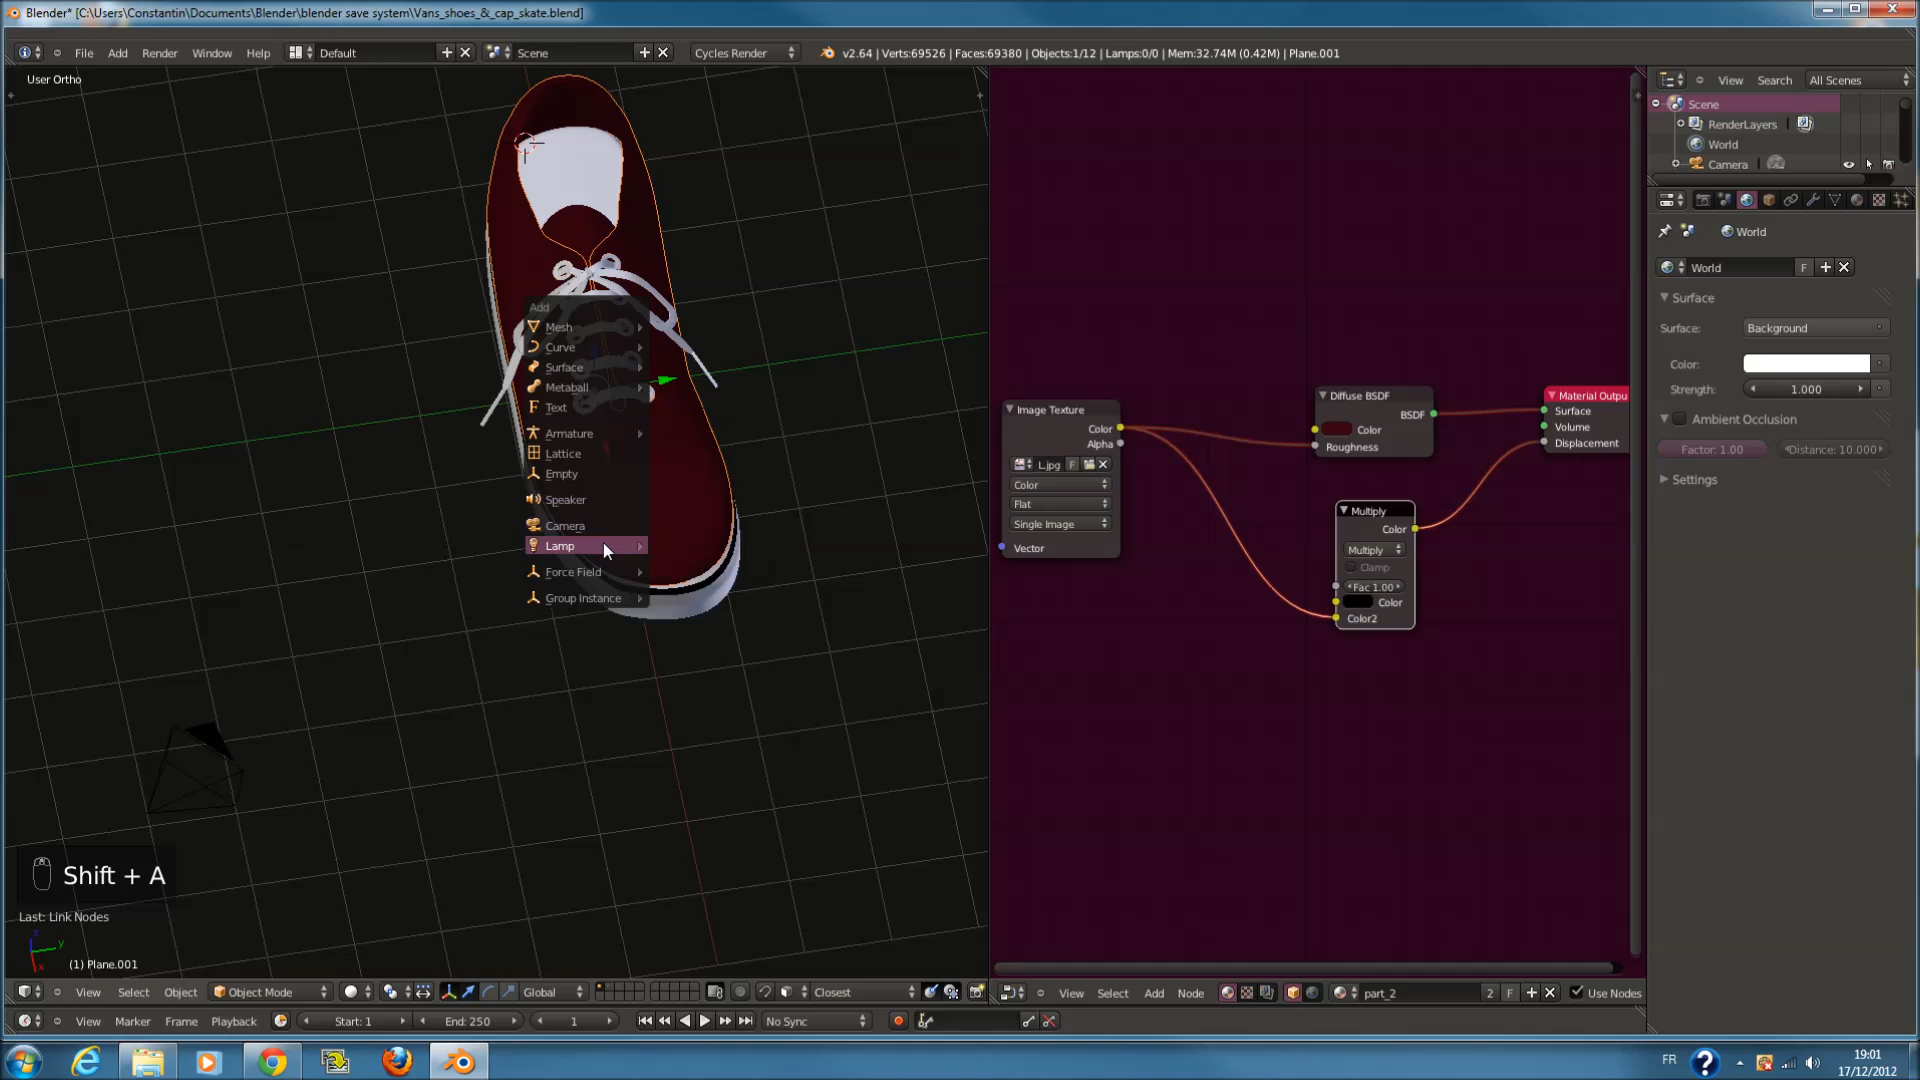 Blender* [C:\Users\Constantin\Documents\Blender\blender save system\Vans_shoes_&_cap_skate.blend]
File Add Render Window Help Default Scene Cycles Render v2.64 | Verts:69526 | Faces:69380 | Objects:1/12 | Lamps:0/0 | Mem:32.74M (0.42M) | Plane.001
User Ortho
View Search All Scenes
Scene
RenderLayers |
World
Camera
World
World F
Surface
Surface: Background
Color:
Strength: 1.000
Ambient Occlusion
Factor: 1.00 Distance: 10.000
Settings
Add
Mesh
Curve
Surface
Metaball
Text
Armature
Lattice
Empty
Speaker
Camera
Lamp
Force Field
Group Instance
Image Texture
Color
Alpha
L.jpg F
Color
Flat
Single Image
Vector
Diffuse BSDF
BSDF
Color
Roughness
Material Outpu
Surface
Volume
Displacement
Multiply
Color
Multiply
Clamp
Fac 1.00
Color
Color2
Shift + A
Last: Link Nodes
z
y
x
(1) Plane.001
View Select Object Object Mode Global Closest
View Select Add Node part_2 2 F Use Nodes
View Marker Frame Playback Start: 1 End: 250 1 No Sync
FR
19:01
17/12/2012